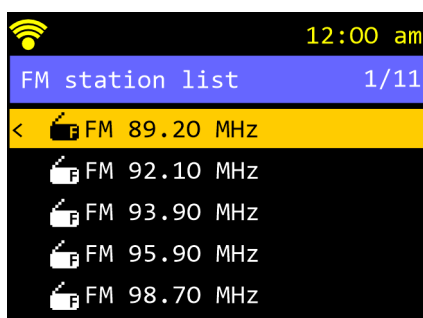 12:00 am
FM station list 1/11
< FM 89.20 MHz
FM 92.10 MHz
FM 93.90 MHz
FM 95.90 MHz
FM 98.70 MHz